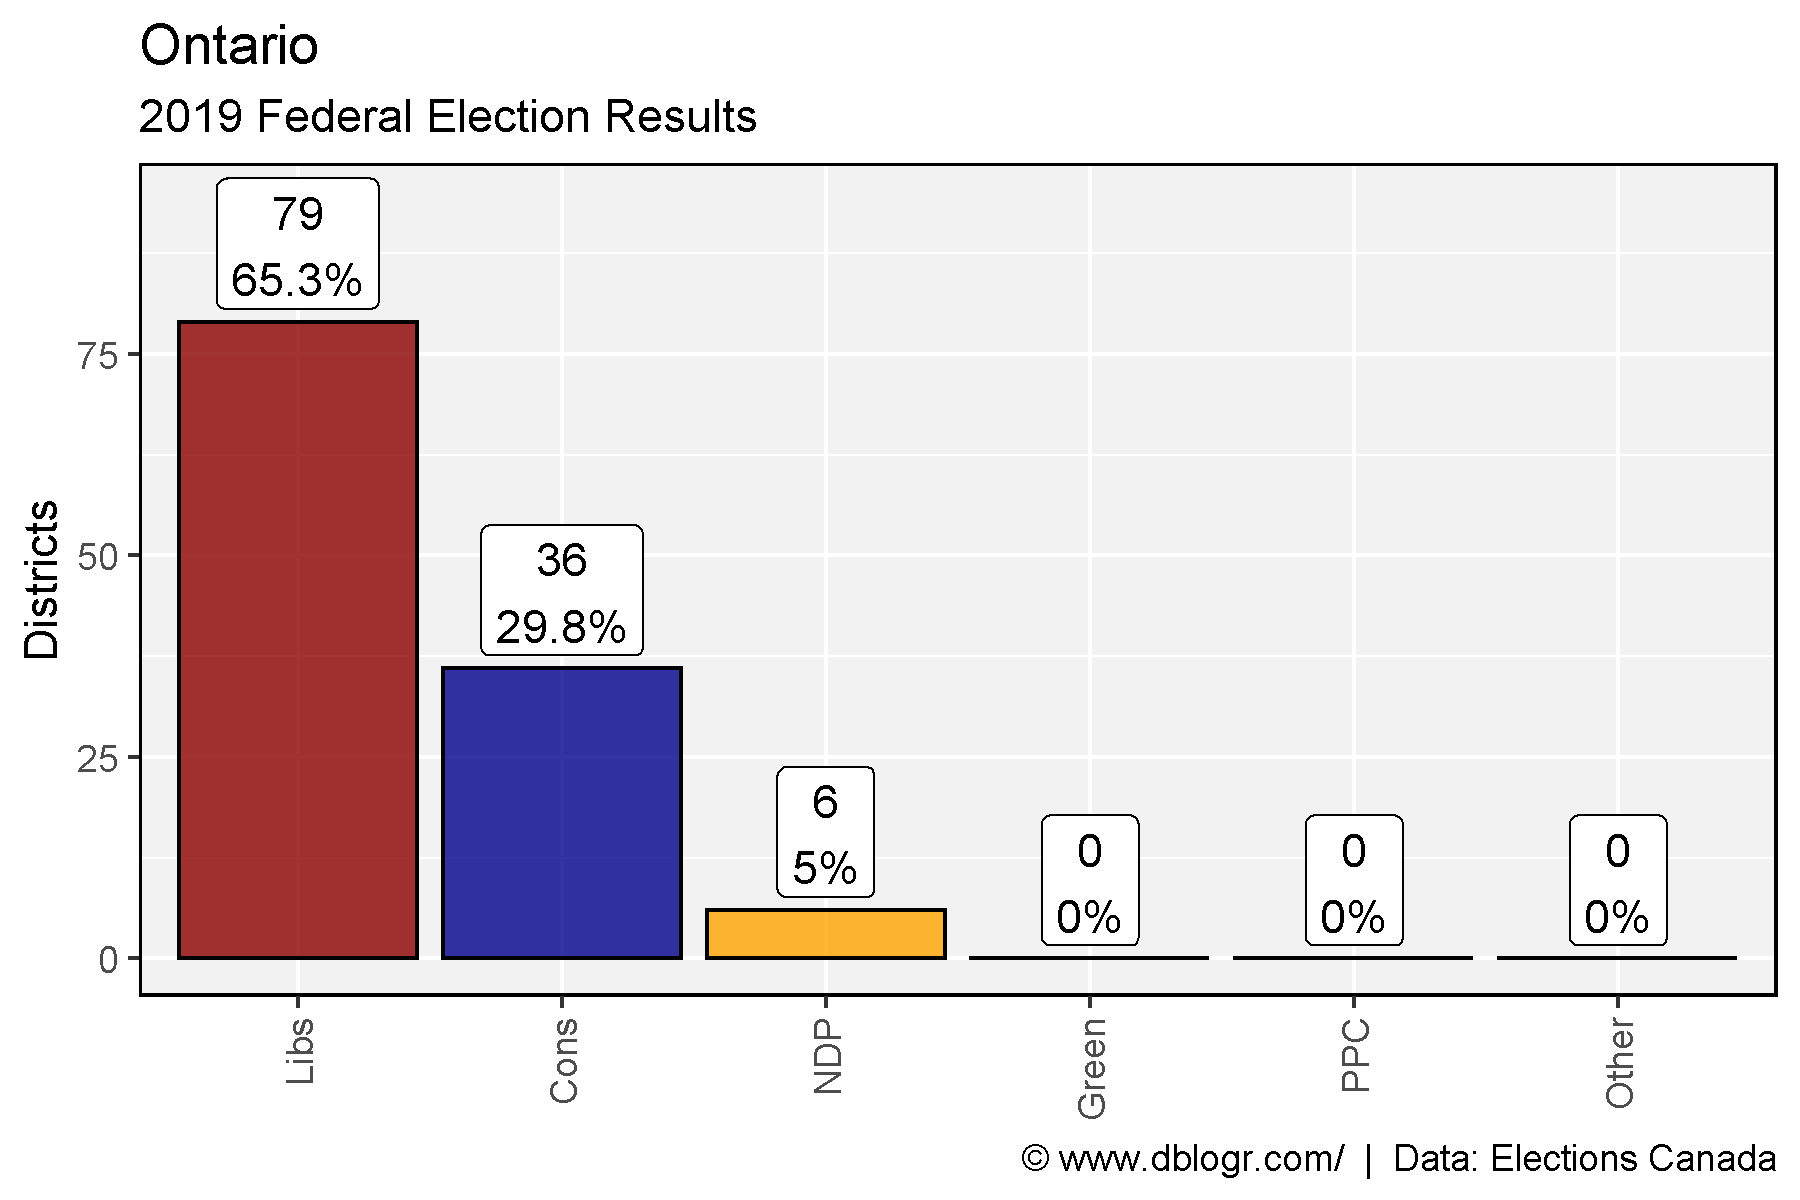 Ontario
2019 Federal Election Results
79
65.3%
36
29.8%
6
5%
0
0%
0
0%
0
0%
Districts
75
50
25
0
Libs
Cons
NDP
Green
PPC
Other
© www.dblogr.com/ | Data: Elections Canada